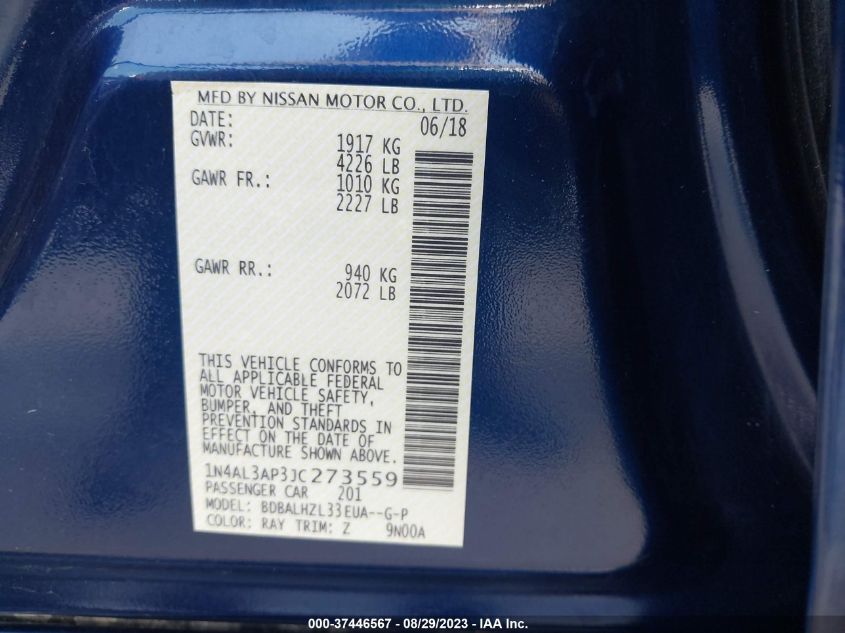 MFD BY NISSAN MOTOR CO., LTD.
DATE: 06/18
GVWR: 1917 KG
4226 LB
GAWR FR.: 1010 KG
2227 LB
GAWR RR.: 940 KG
2072 LB
THIS VEHICLE CONFORMS TO
ALL APPLICABLE FEDERAL
MOTOR VEHICLE SAFETY,
BUMPER, AND THEFT
PREVENTION STANDARDS IN
EFFECT ON THE DATE OF
MANUFACTURE SHOWN ABOVE.
1N4AL3AP3JC273559
PASSENGER CAR 201
MODEL: BDBALHZL33EUA--G-P
COLOR: RAY TRIM: Z 9N00A
000-37446567 - 08/29/2023 - IAA Inc.